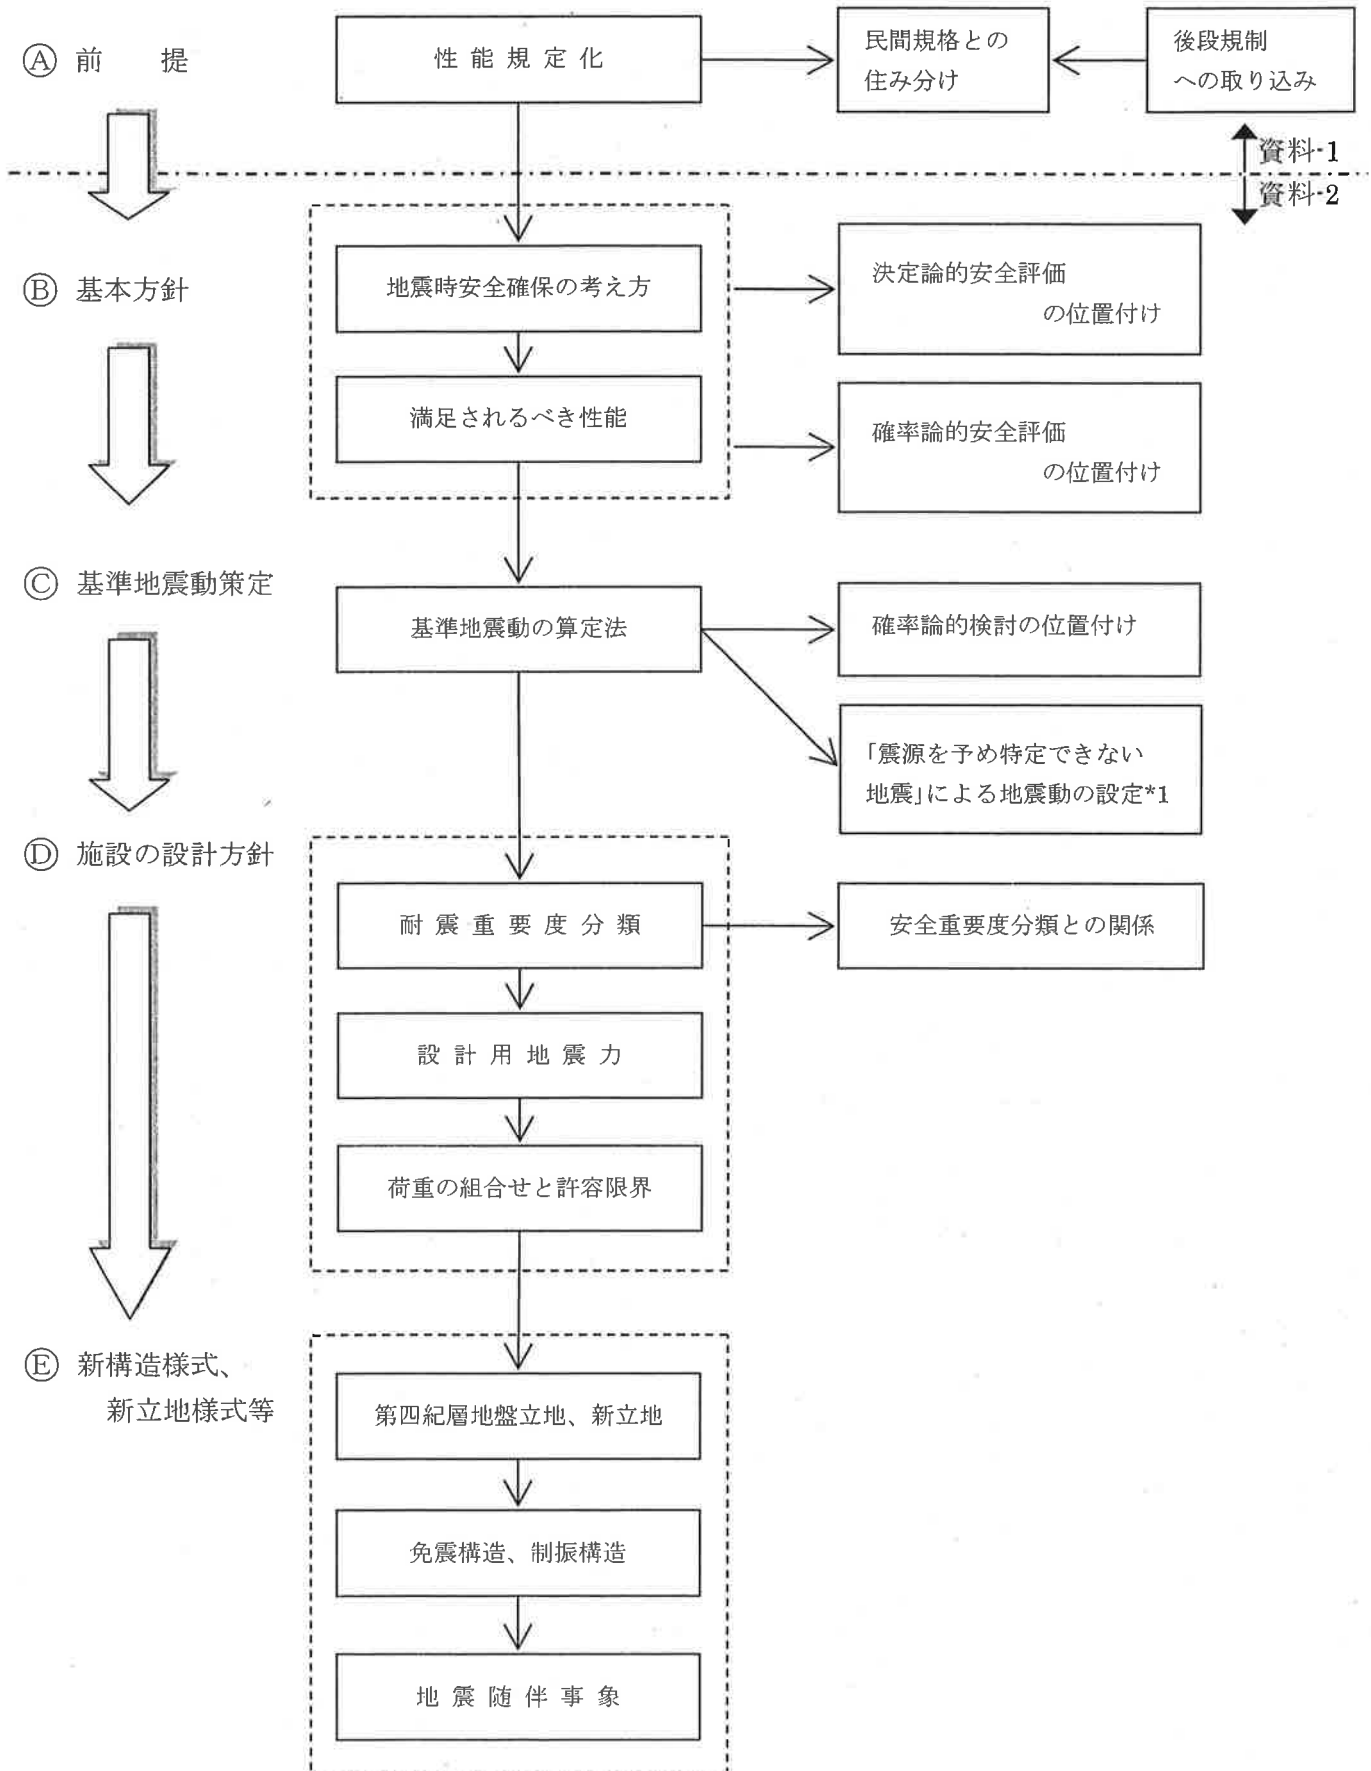 Ⓐ 前　　提
性 能 規 定 化
民間規格との
住み分け
後段規制
への取り込み
資料-1
資料-2
Ⓑ 基本方針
地震時安全確保の考え方
満足されるべき性能
決定論的安全評価
の位置付け
確率論的安全評価
の位置付け
Ⓒ 基準地震動策定
基準地震動の算定法
確率論的検討の位置付け
「震源を予め特定できない
地震」による地震動の設定*1
Ⓓ 施設の設計方針
耐 震 重 要 度 分 類
安全重要度分類との関係
設 計 用 地 震 力
荷重の組合せと許容限界
Ⓔ 新構造様式、
新立地様式等
第四紀層地盤立地、新立地
免震構造、制振構造
地 震 随 伴 事 象